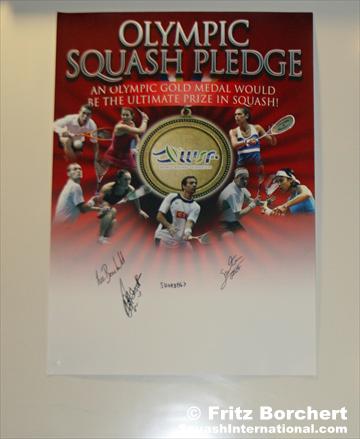 OLYMPIC
SQUASH PLEDGE
AN OLYMPIC GOLD MEDAL WOULD
BE THE ULTIMATE PRIZE IN SQUASH!
© Fritz Borchert
SquashInternational.com